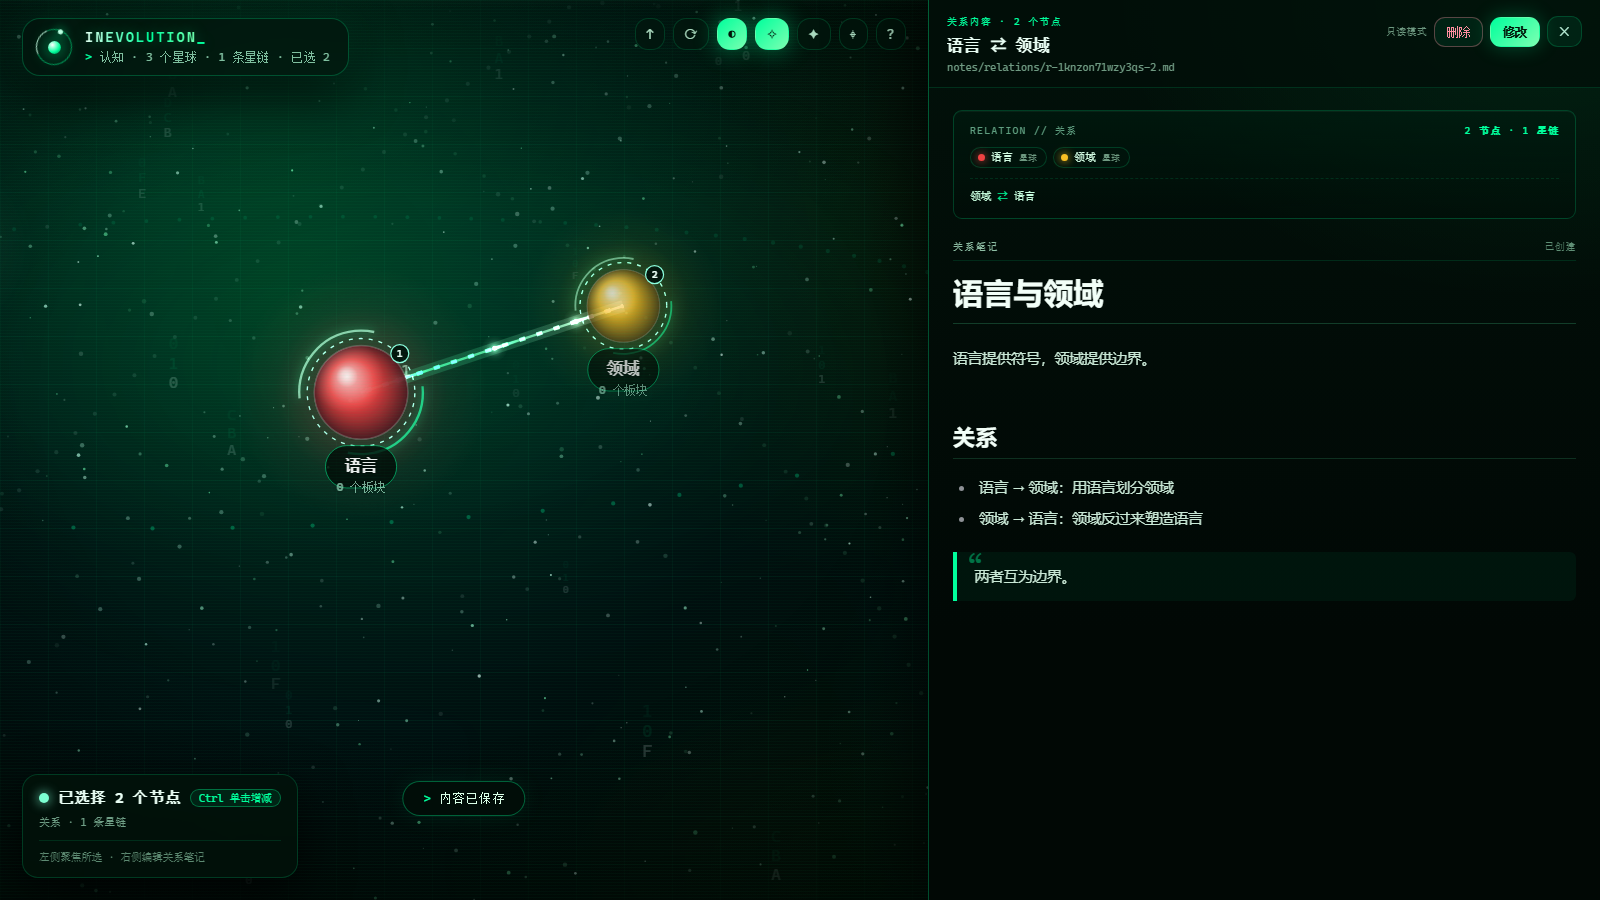 INEVOLUTION_
> 认知 · 3 个星球 · 1 条星链 · 已选 2
?
1
语言
0 个板块
2
领域
0 个板块
已选择 2 个节点 Ctrl 单击增减
关系 · 1 条星链
左侧聚焦所选 · 右侧编辑关系笔记
> 内容已保存
关系内容 · 2 个节点
语言 ⇄ 领域
notes/relations/r-1knzon71wzy3qs-2.md
只读模式 删除 修改 ×
RELATION // 关系 2 节点 · 1 星链
语言 星球 领域 星球
领域 ⇄ 语言
关系笔记 已创建
语言与领域
语言提供符号，领域提供边界。
关系
• 语言 → 领域：用语言划分领域
• 领域 → 语言：领域反过来塑造语言
“
两者互为边界。